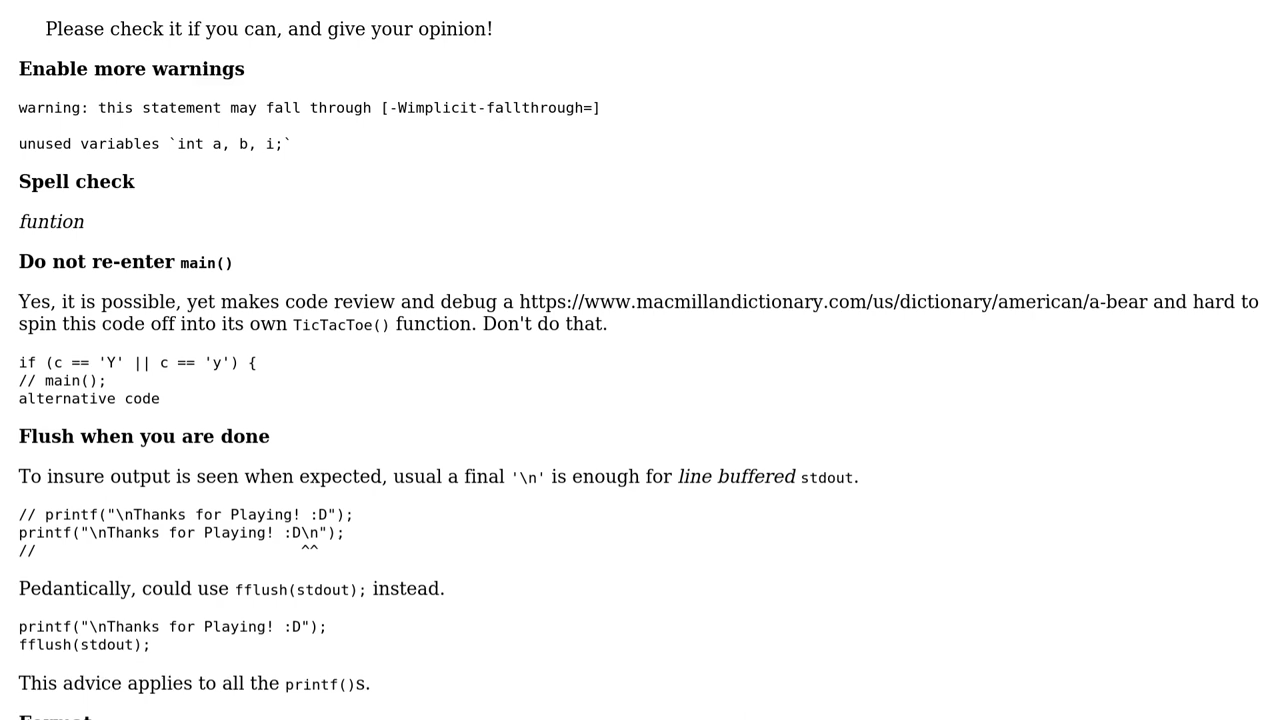 Please check it if you can, and give your opinion!
Enable more warnings
warning: this statement may fall through [-Wimplicit-fallthrough=]
unused variables `int a, b, i;`
Spell check
funtion
Do not re-enter main()
Yes, it is possible, yet makes code review and debug a https://www.macmillandictionary.com/us/dictionary/american/a-bear and hard to
spin this code off into its own TicTacToe() function. Don't do that.
if (c == 'Y' || c == 'y') {
// main();
alternative code
Flush when you are done
To insure output is seen when expected, usual a final '\n' is enough for line buffered stdout.
// printf("\nThanks for Playing! :D");
printf("\nThanks for Playing! :D\n");
//                              ^^
Pedantically, could use fflush(stdout); instead.
printf("\nThanks for Playing! :D");
fflush(stdout);
This advice applies to all the printf()s.
Format